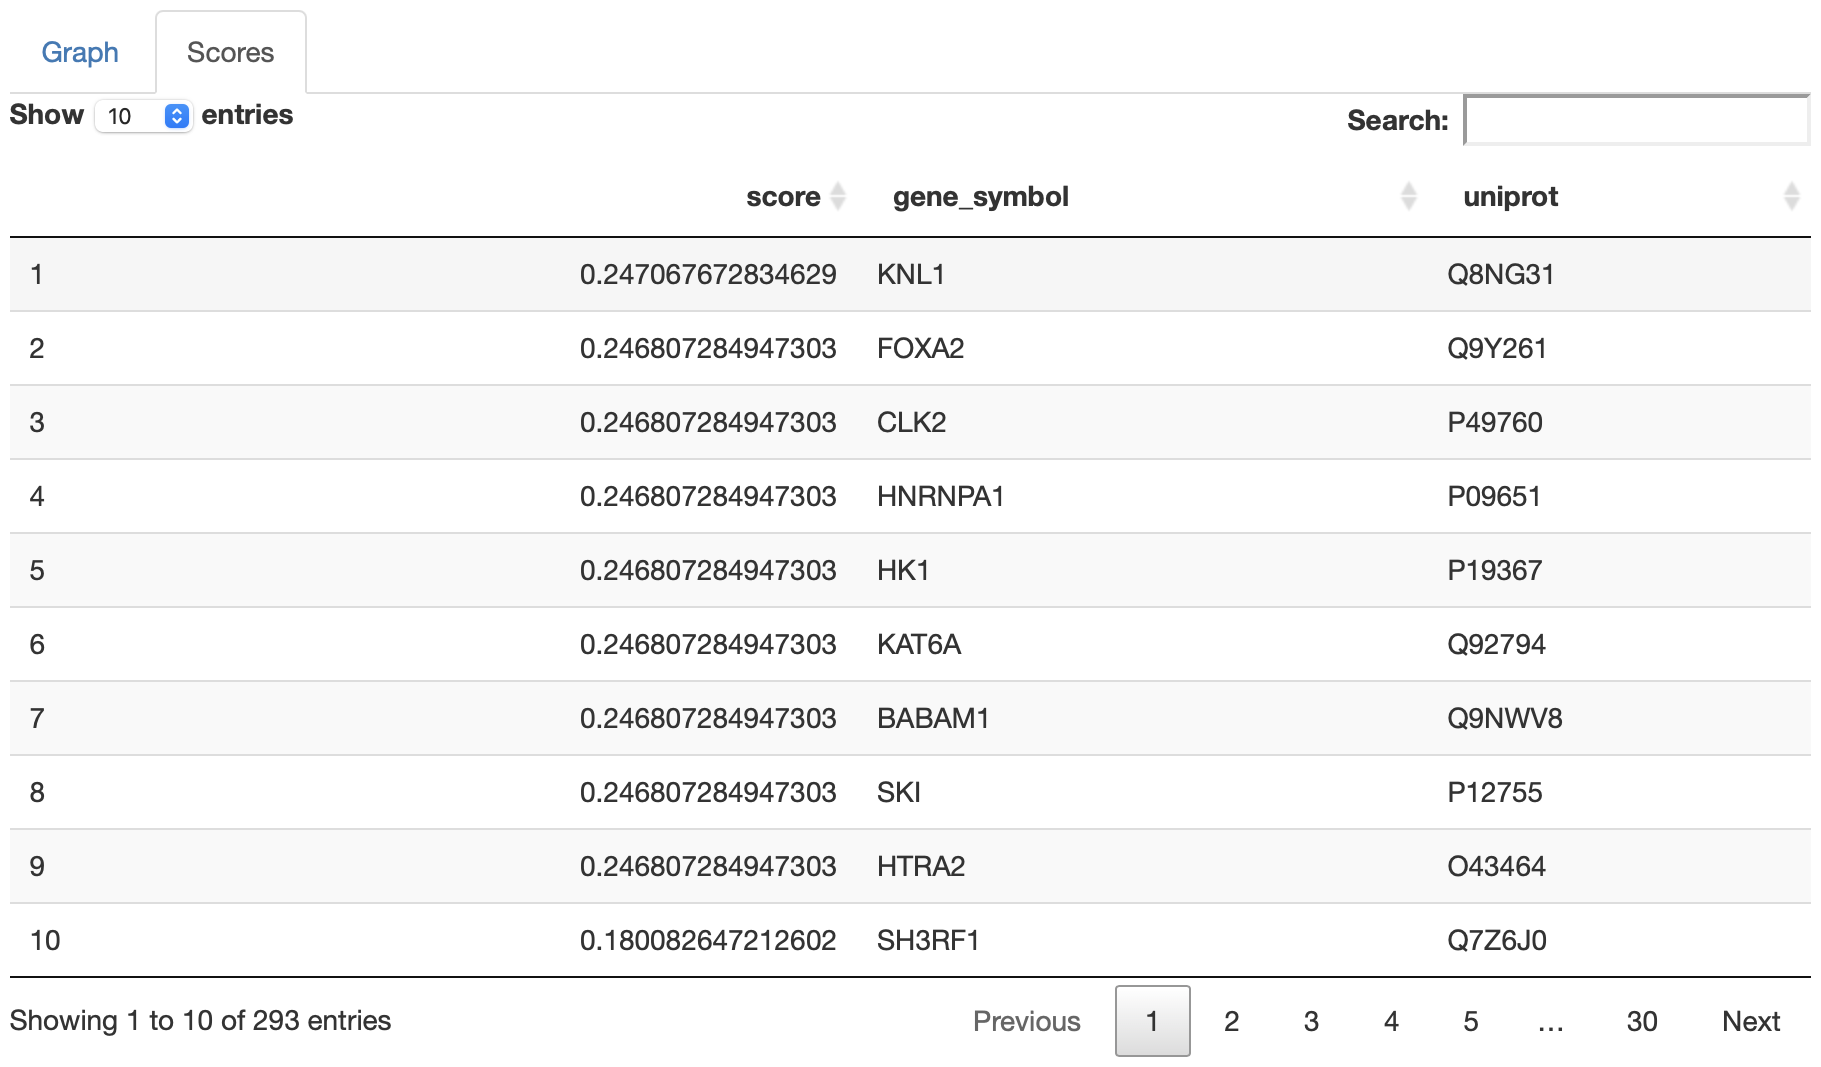 Graph Scores
Show 10 entries Search:
score gene_symbol uniprot
1 0.247067672834629 KNL1 Q8NG31
2 0.246807284947303 FOXA2 Q9Y261
3 0.246807284947303 CLK2 P49760
4 0.246807284947303 HNRNPA1 P09651
5 0.246807284947303 HK1 P19367
6 0.246807284947303 KAT6A Q92794
7 0.246807284947303 BABAM1 Q9NWV8
8 0.246807284947303 SKI P12755
9 0.246807284947303 HTRA2 O43464
10 0.180082647212602 SH3RF1 Q7Z6J0
Showing 1 to 10 of 293 entries Previous 1 2 3 4 5 … 30 Next